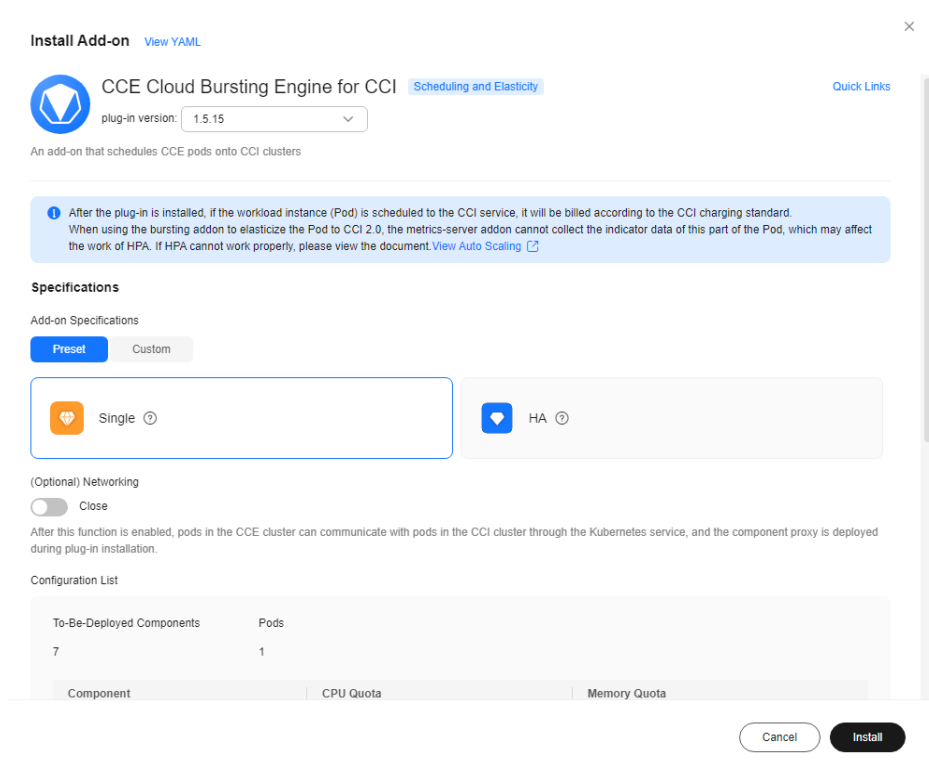 Install Add-on View YAML
CCE Cloud Bursting Engine for CCI Scheduling and Elasticity Quick Links
plug-in version: 1.5.15
An add-on that schedules CCE pods onto CCI clusters
After the plug-in is installed, if the workload instance (Pod) is scheduled to the CCI service, it will be billed according to the CCI charging standard.
When using the bursting addon to elasticize the Pod to CCI 2.0, the metrics-server addon cannot collect the indicator data of this part of the Pod, which may affect
the work of HPA. If HPA cannot work properly, please view the document.View Auto Scaling
Specifications
Add-on Specifications
Preset Custom
Single HA
(Optional) Networking
Close
After this function is enabled, pods in the CCE cluster can communicate with pods in the CCI cluster through the Kubernetes service, and the component proxy is deployed
during plug-in installation.
Configuration List
To-Be-Deployed Components Pods
7 1
Component CPU Quota Memory Quota
Cancel Install